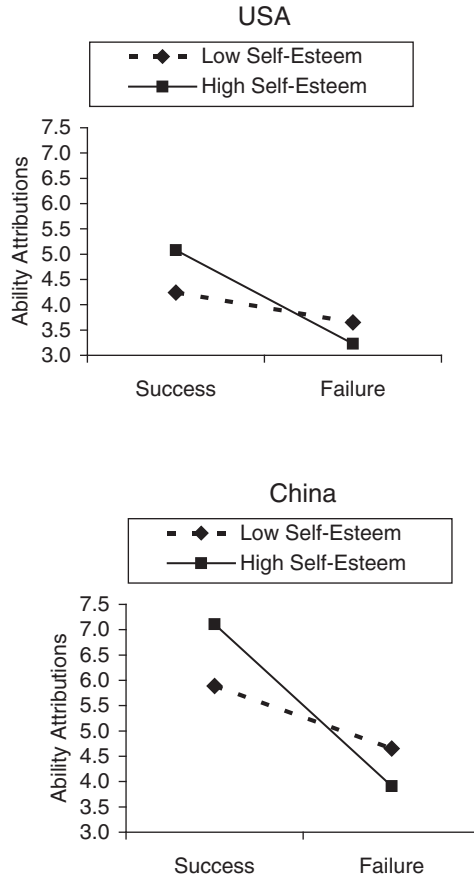 USA
Low Self-Esteem
High Self-Esteem
Ability Attributions
7.5
7.0
6.5
6.0
5.5
5.0
4.5
4.0
3.5
3.0
Success Failure
China
Low Self-Esteem
High Self-Esteem
Ability Attributions
7.5
7.0
6.5
6.0
5.5
5.0
4.5
4.0
3.5
3.0
Success Failure